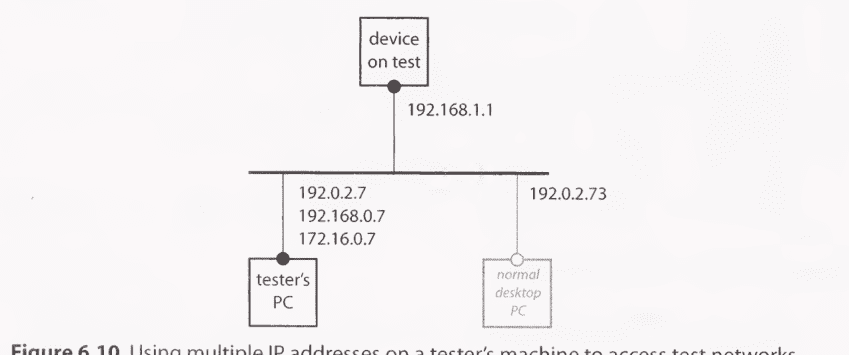 device
on test
192.168.1.1
192.0.2.7
192.168.0.7
172.16.0.7
192.0.2.73
tester's
PC
normal
desktop
PC
Figure 6.10 Using multiple IP addresses on a tester's machine to access test networks